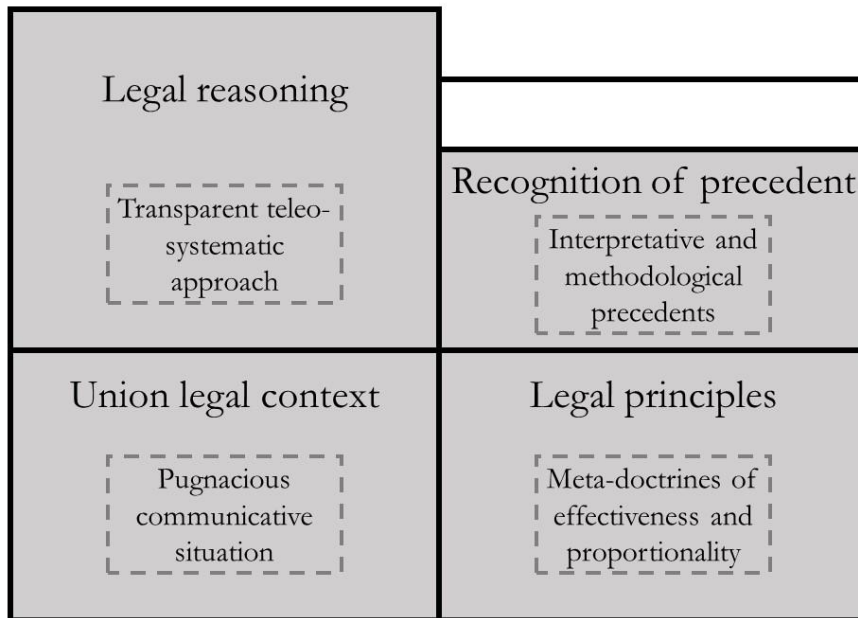 Legal reasoning
Transparent teleo-
systematic
approach
Recognition of precedent
Interpretative and
methodological
precedents
Union legal context
Pugnacious
communicative
situation
Legal principles
Meta-doctrines of
effectiveness and
proportionality